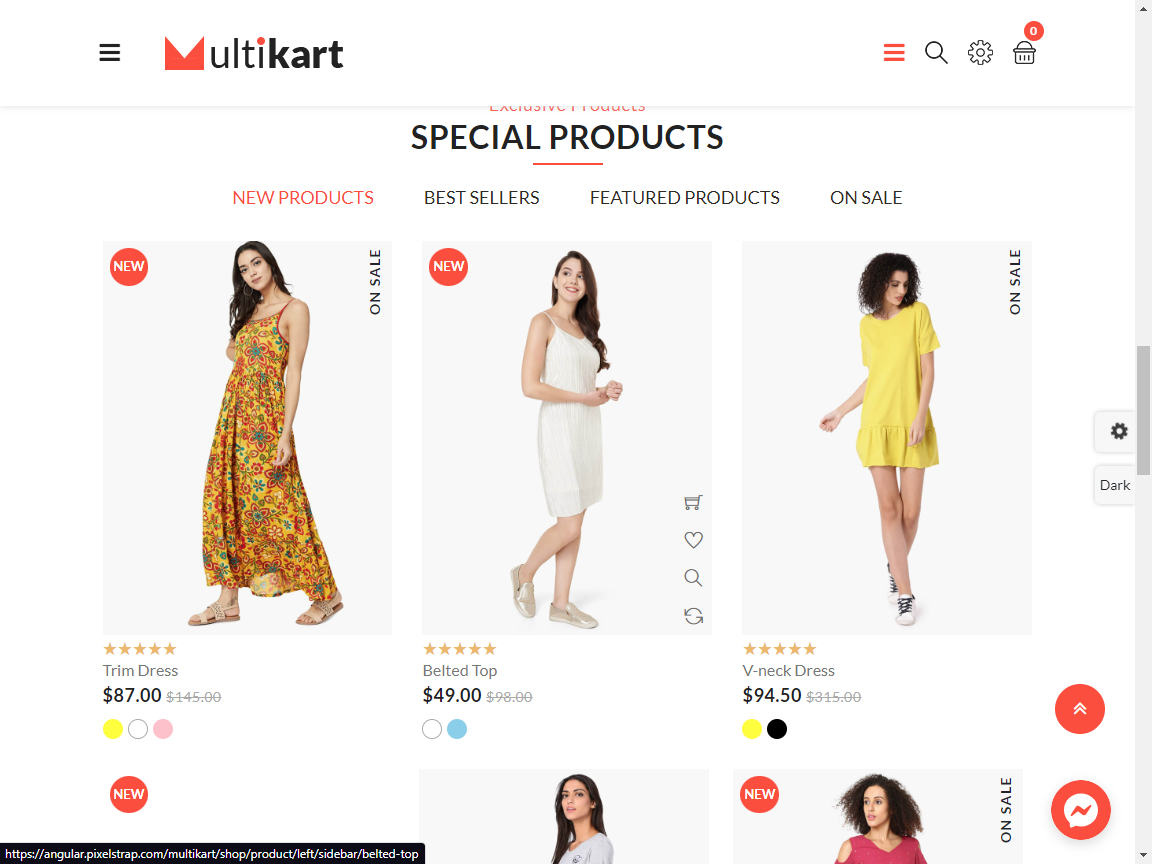 ultikart
0
Exclusive Products
SPECIAL PRODUCTS
NEW PRODUCTS
BEST SELLERS
FEATURED PRODUCTS
ON SALE
NEW
ON SALE
NEW
ON SALE
Dark
Trim Dress
$87.00 $145.00
Belted Top
$49.00 $98.00
V-neck Dress
$94.50 $315.00
NEW
NEW
ON SALE
https://angular.pixelstrap.com/multikart/shop/product/left/sidebar/belted-top